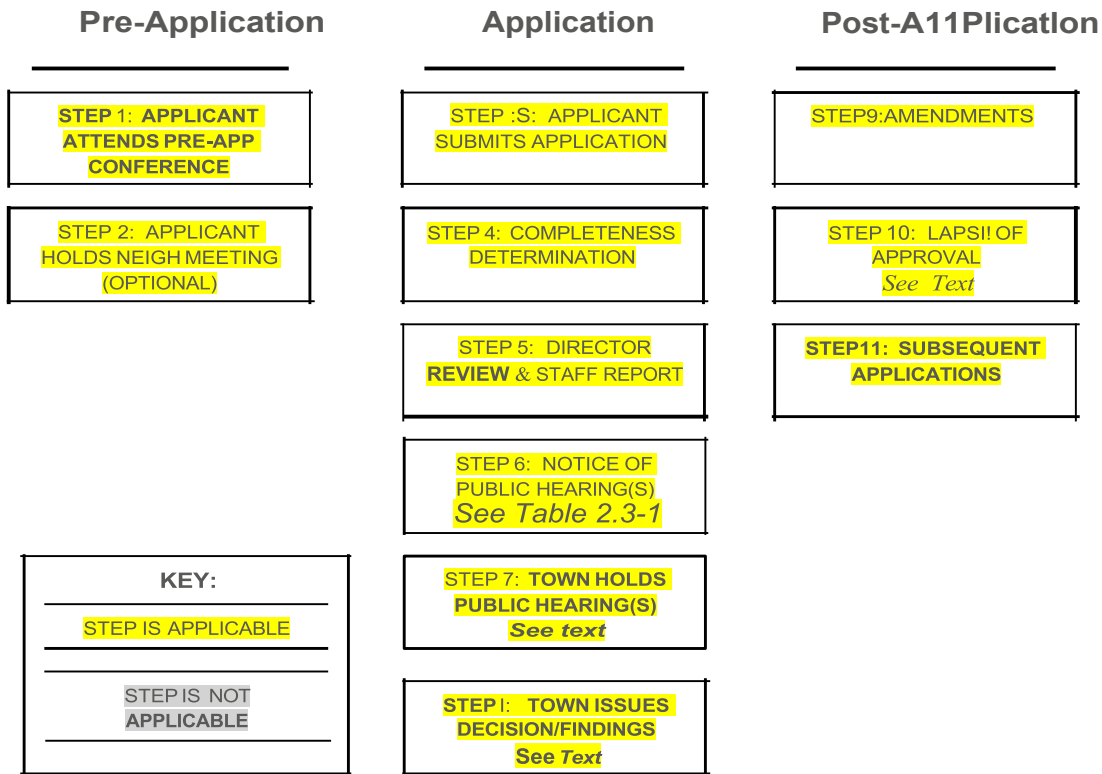 Pre-Application
STEP 1: APPLICANT
ATTENDS PRE-APP
CONFERENCE
STEP 2: APPLICANT
HOLDS NEIGH MEETING
(OPTIONAL)
Application
STEP :S: APPLICANT
SUBMITS APPLICATION
STEP 4: COMPLETENESS
DETERMINATION
STEP 5: DIRECTOR
REVIEW & STAFF REPORT
STEP 6: NOTICE OF
PUBLIC HEARING(S)
See Table 2.3-1
STEP 7: TOWN HOLDS
PUBLIC HEARING(S)
See text
STEP I: TOWN ISSUES
DECISION/FINDINGS
See Text
Post-A11PlicatIon
STEP9:AMENDMENTS
STEP 10: LAPSI! OF
APPROVAL
See Text
STEP11: SUBSEQUENT
APPLICATIONS
KEY:
STEP IS APPLICABLE
STEP IS NOT
APPLICABLE